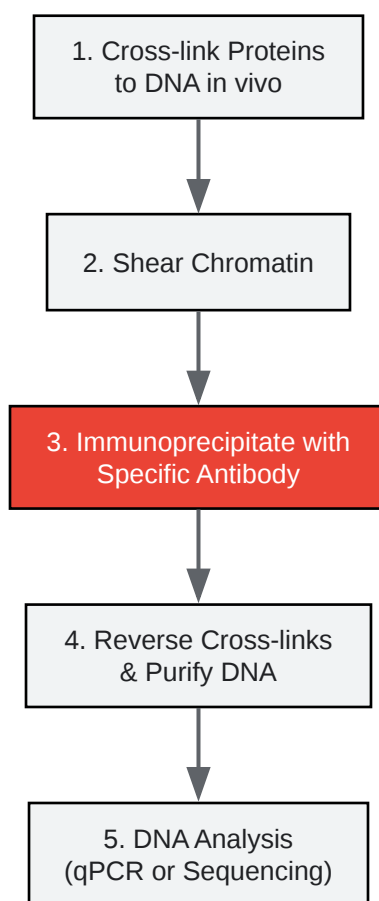 1. Cross-link Proteins
to DNA in vivo
2. Shear Chromatin
3. Immunoprecipitate with
Specific Antibody
4. Reverse Cross-links
& Purify DNA
5. DNA Analysis
(qPCR or Sequencing)